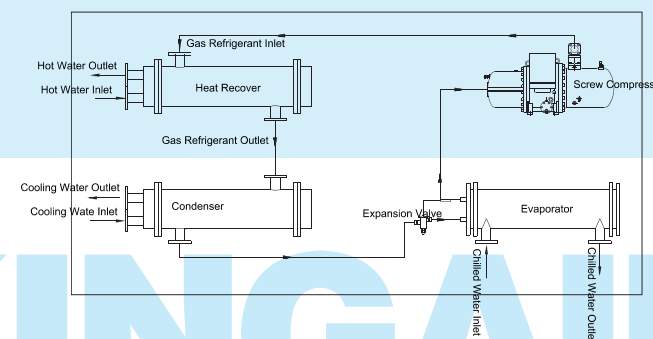 Gas Refrigerant Inlet
Hot Water Outlet
Hot Water Inlet
Heat Recover
Screw Compress
Gas Refrigerant Outlet
Cooling Water Outlet
Cooling Wate Inlet
Condenser
Expansion Valve
Evaporator
Chilled Water Inlet
Chilled Water Outle